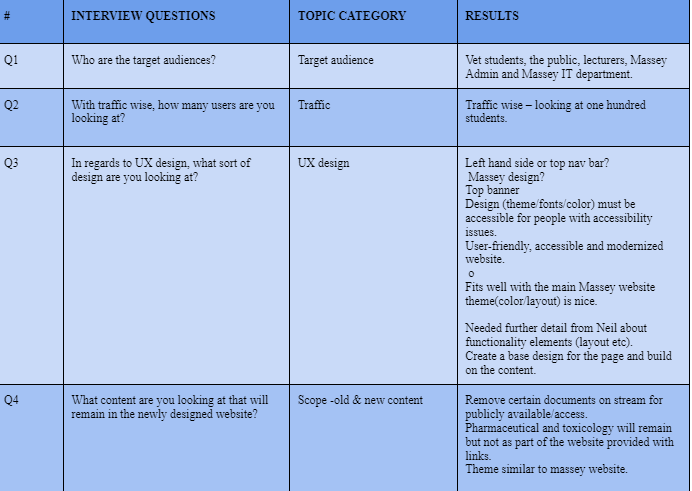 # INTERVIEW QUESTIONS TOPIC CATEGORY RESULTS
Q1 Who are the target audiences? Target audience Vet students, the public, lecturers, Massey
Admin and Massey IT department.
Q2 With traffic wise, how many users are you Traffic Traffic wise – looking at one hundred
looking at? students.
Q3 In regards to UX design, what sort of UX design Left hand side or top nav bar?
design are you looking at? Massey design?
Top banner
Design (theme/fonts/color) must be
accessible for people with accessibility
issues.
User-friendly, accessible and modernized
website.
o
Fits well with the main Massey website
theme(color/layout) is nice.
Needed further detail from Neil about
functionality elements (layout etc).
Create a base design for the page and build
on the content.
Q4 What content are you looking at that will Scope -old & new content Remove certain documents on stream for
remain in the newly designed website? publicly available/access.
Pharmaceutical and toxicology will remain
but not as part of the website provided with
links.
Theme similar to massey website.